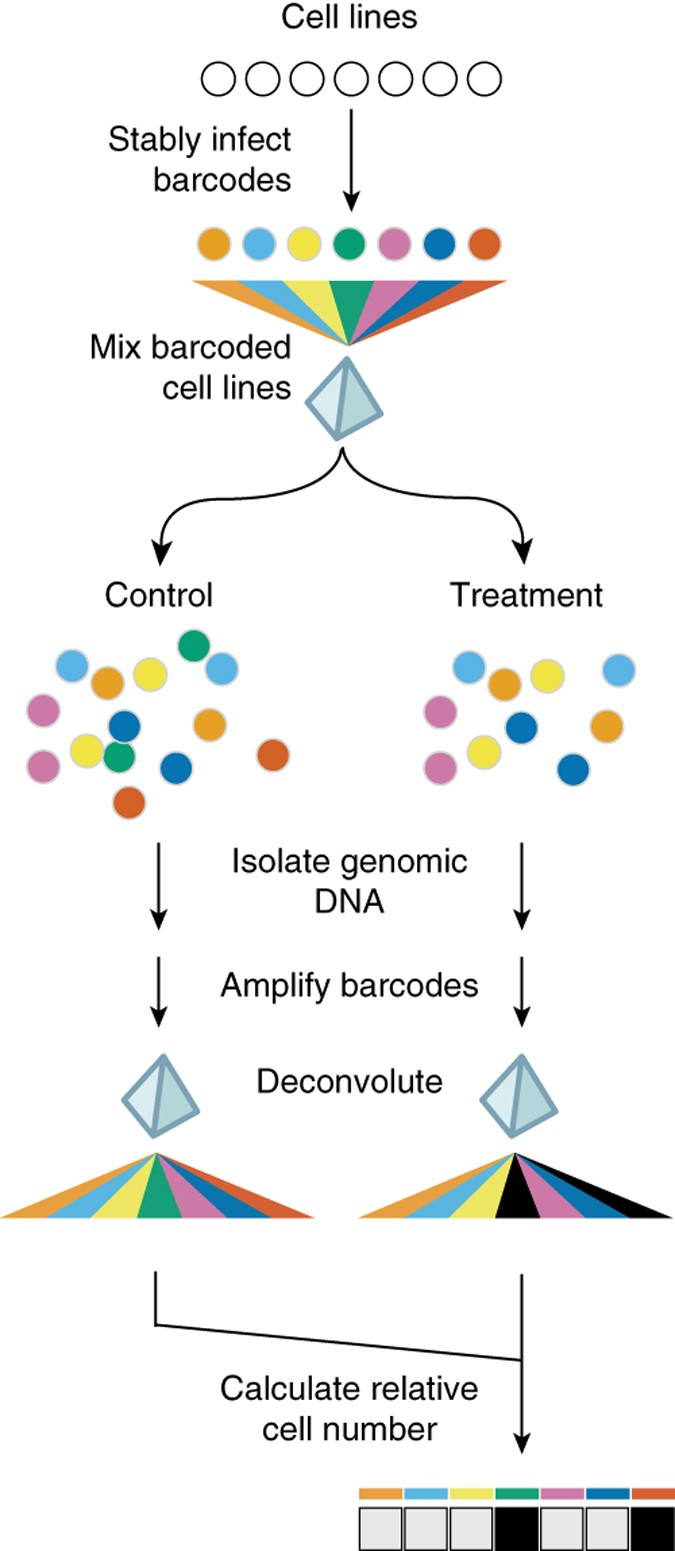 Cell lines
Stably infect
barcodes
Mix barcoded
cell lines
Control
Treatment
Isolate genomic
DNA
Amplify barcodes
Deconvolute
Calculate relative
cell number